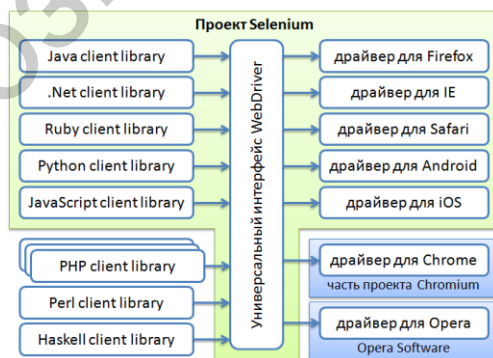 Проект Selenium
Java client library
.Net client library
Ruby client library
Python client library
JavaScript client library
PHP client library
Perl client library
Haskell client library
Универсальный интерфейс WebDriver
драйвер для Firefox
драйвер для IE
драйвер для Safari
драйвер для Android
драйвер для iOS
драйвер для Chrome
часть проекта Chromium
драйвер для Opera
Opera Software